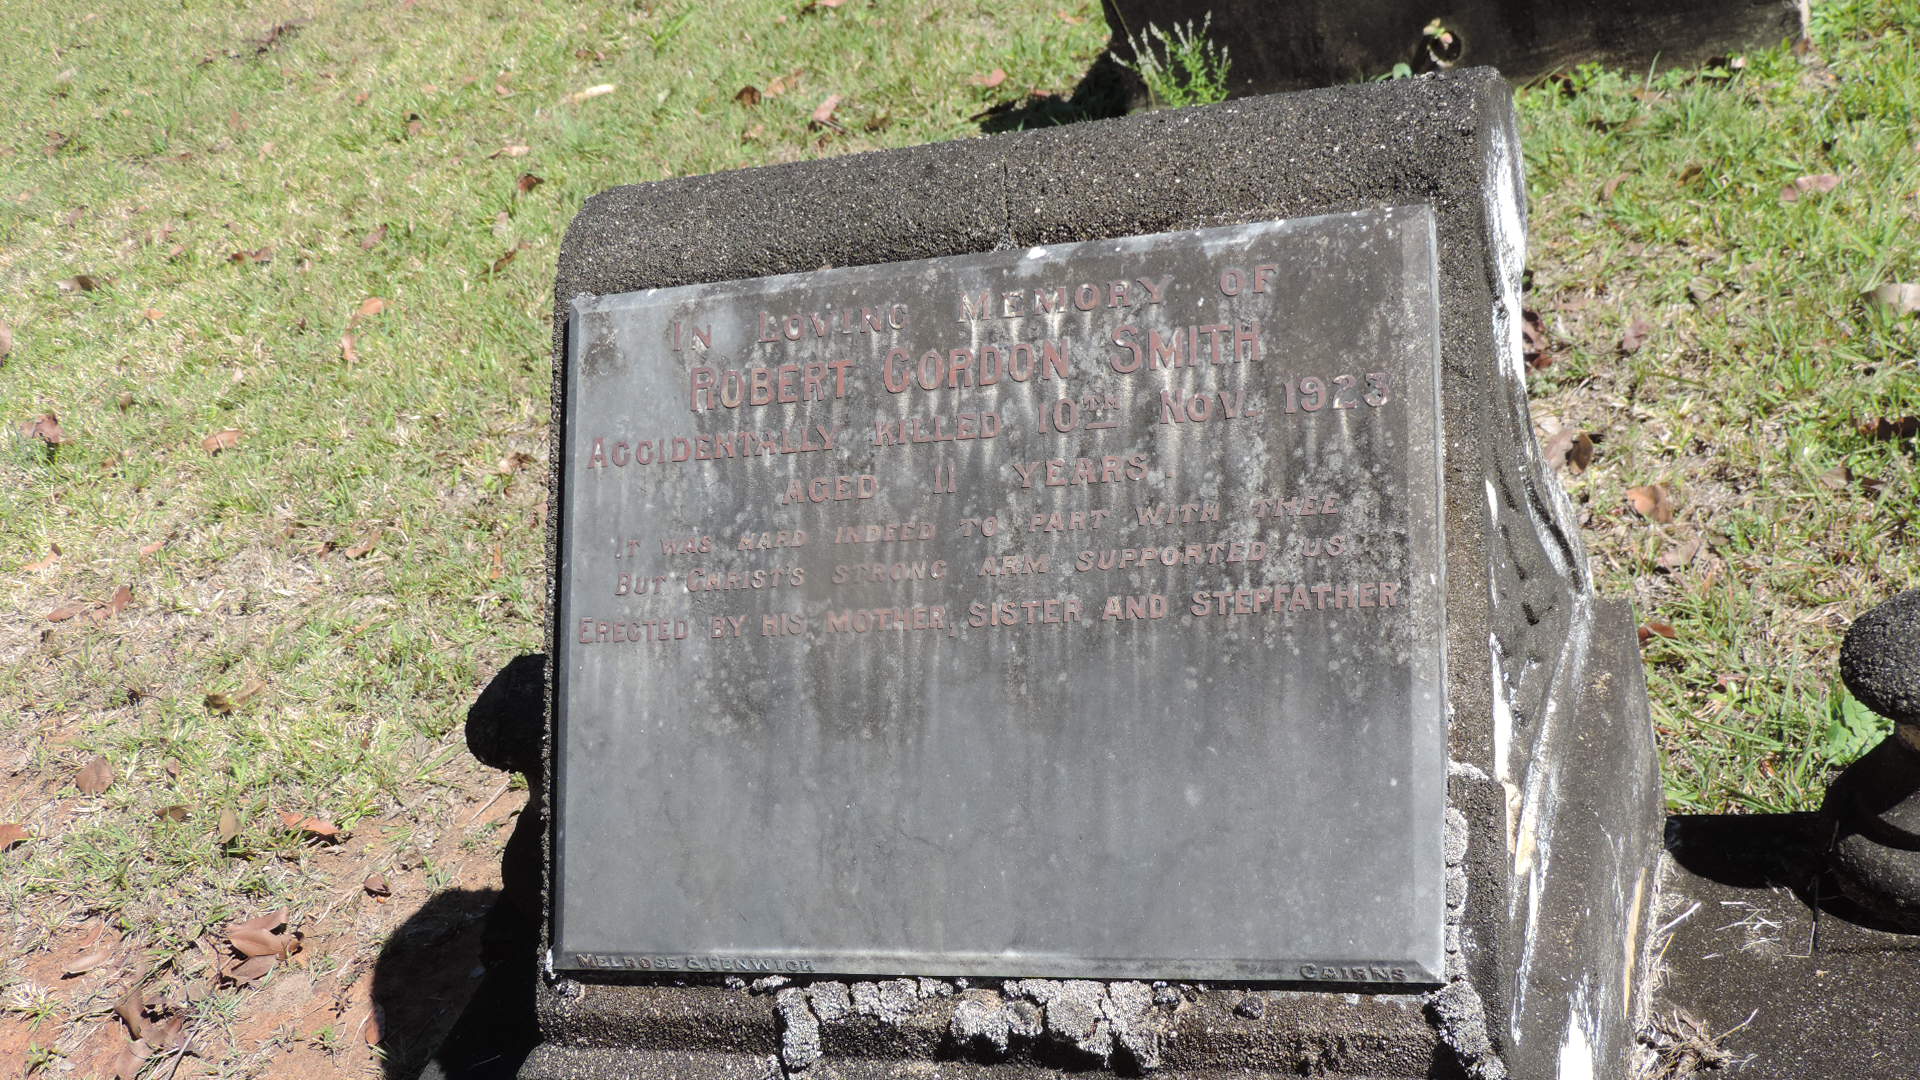 IN LOVING MEMORY OF
ROBERT GORDON SMITH
ACCIDENTALLY KILLED 10TH NOV. 1923
AGED 11 YEARS.
IT WAS HARD INDEED TO PART WITH THEE
BUT CHRIST'S STRONG ARM SUPPORTED US
ERECTED BY HIS MOTHER, SISTER AND STEPFATHER
MELROSE & FENWICK CAIRNS